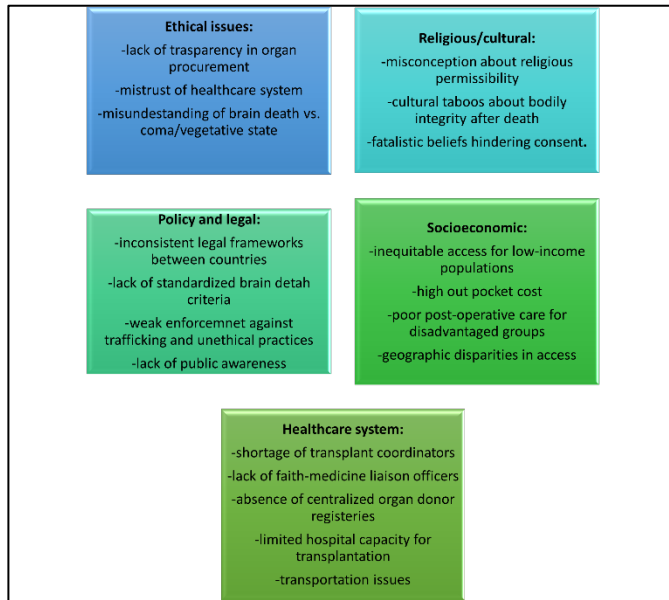 Ethical issues:
-lack of trasparency in organ
procurement
-mistrust of healthcare system
-misundestanding of brain death vs.
coma/vegetative state
Religious/cultural:
-misconception about religious
permissibility
-cultural taboos about bodily
integrity after death
-fatalistic beliefs hindering consent.
Policy and legal:
-inconsistent legal frameworks
between countries
-lack of standardized brain detah
criteria
-weak enforcemnet against
trafficking and unethical practices
-lack of public awareness
Socioeconomic:
-inequitable access for low-income
populations
-high out pocket cost
-poor post-operative care for
disadvantaged groups
-geographic disparities in access
Healthcare system:
-shortage of transplant coordinators
-lack of faith-medicine liaison officers
-absence of centralized organ donor
registeries
-limited hospital capacity for
transplantation
-transportation issues